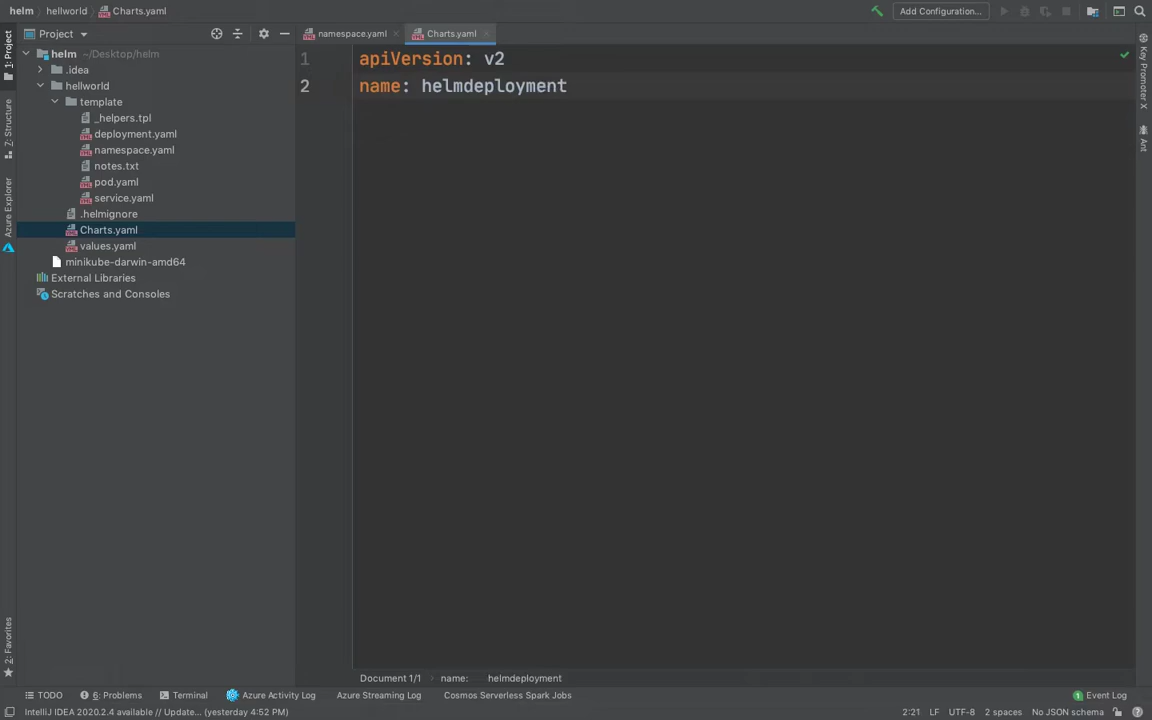 helm hellworld Charts.yaml Add Configuration...
Project
namespace.yaml
Charts.yaml
helm ~/Desktop/helm
.idea
hellworld
template
_helpers.tpl
deployment.yaml
namespace.yaml
notes.txt
pod.yaml
service.yaml
.helmignore
Charts.yaml
values.yaml
minikube-darwin-amd64
External Libraries
Scratches and Consoles
1: Project
Z: Structure
Azure Explorer
2: Favorites
1 apiVersion: v2
2 name: helmdeployment
Key Promoter X
Ant
Document 1/1 name: helmdeployment
TODO 6: Problems Terminal Azure Activity Log Azure Streaming Log Cosmos Serverless Spark Jobs 1 Event Log
IntelliJ IDEA 2020.2.4 available // Update... (yesterday 4:52 PM) 2:21 LF UTF-8 2 spaces No JSON schema